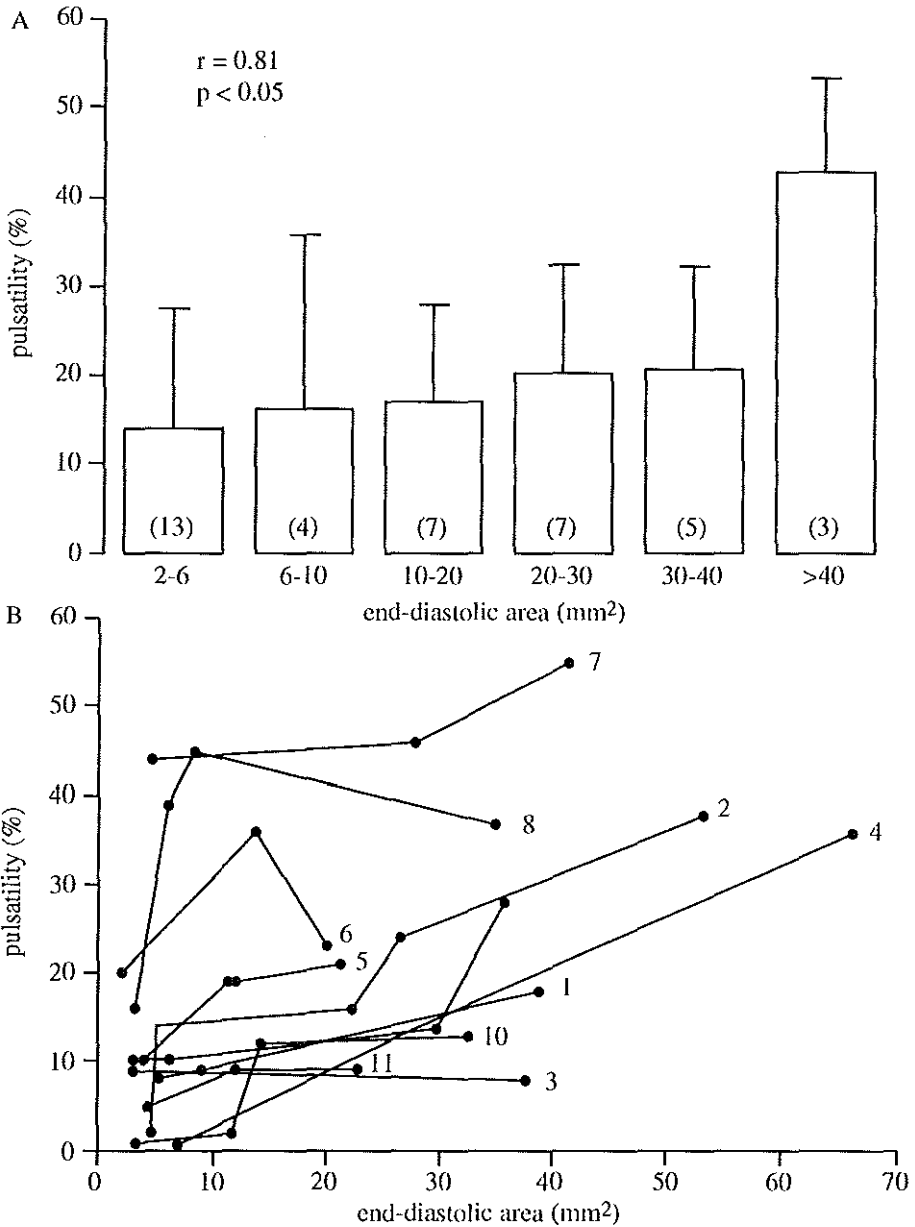 A
60
r = 0.81
p < 0.05
50
40
30
20
10
0
pulsatility (%)
(13) (4) (7) (7) (5) (3)
2-6 6-10 10-20 20-30 30-40 >40
end-diastolic area (mm²)
B
60
7
50
40
2
8
4
30
6
5
20
1
10
10
11
3
0
pulsatility (%)
0 10 20 30 40 50 60 70
end-diastolic area (mm²)